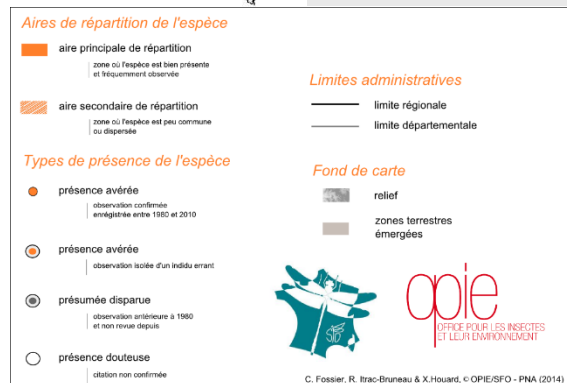 Aires de répartition de l'espèce
aire principale de répartition
zone où l'espèce est bien présente
et fréquemment observée
aire secondaire de répartition
zone où l'espèce est peu commune
ou dispersée
Types de présence de l'espèce
présence avérée
observation confirmée
enrégistrée entre 1980 et 2010
présence avérée
observation isolée d'un indidu errant
présumée disparue
observation antérieure à 1980
et non revue depuis
présence douteuse
citation non confirmée
Limites administratives
limite régionale
limite départementale
Fond de carte
relief
zones terrestres
émergées
SFO
opie
OFFICE POUR LES INSECTES
ET LEUR ENVIRONNEMENT
C. Fossier, R. Itrac-Bruneau & X.Houard, © OPIE/SFO - PNA (2014)